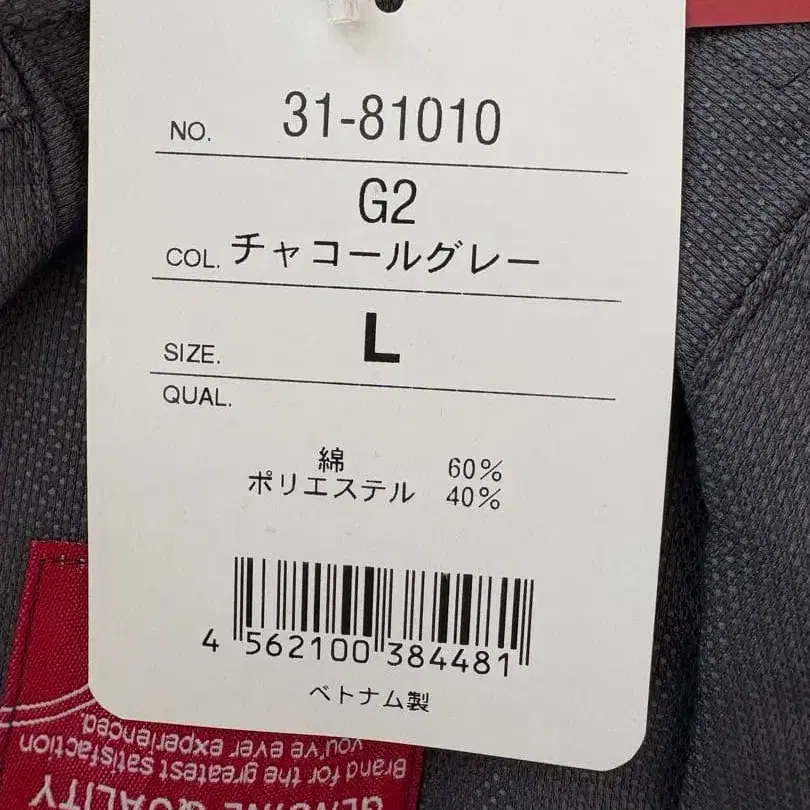 NO. 31-81010
G2
COL. チャコールグレー
SIZE. L
QUAL.
綿 60%
ポリエステル 40%
4 562100 384481
ベトナム製
GENUINE QUALITY
Brand for the greatest satisfaction
you've ever experienced.